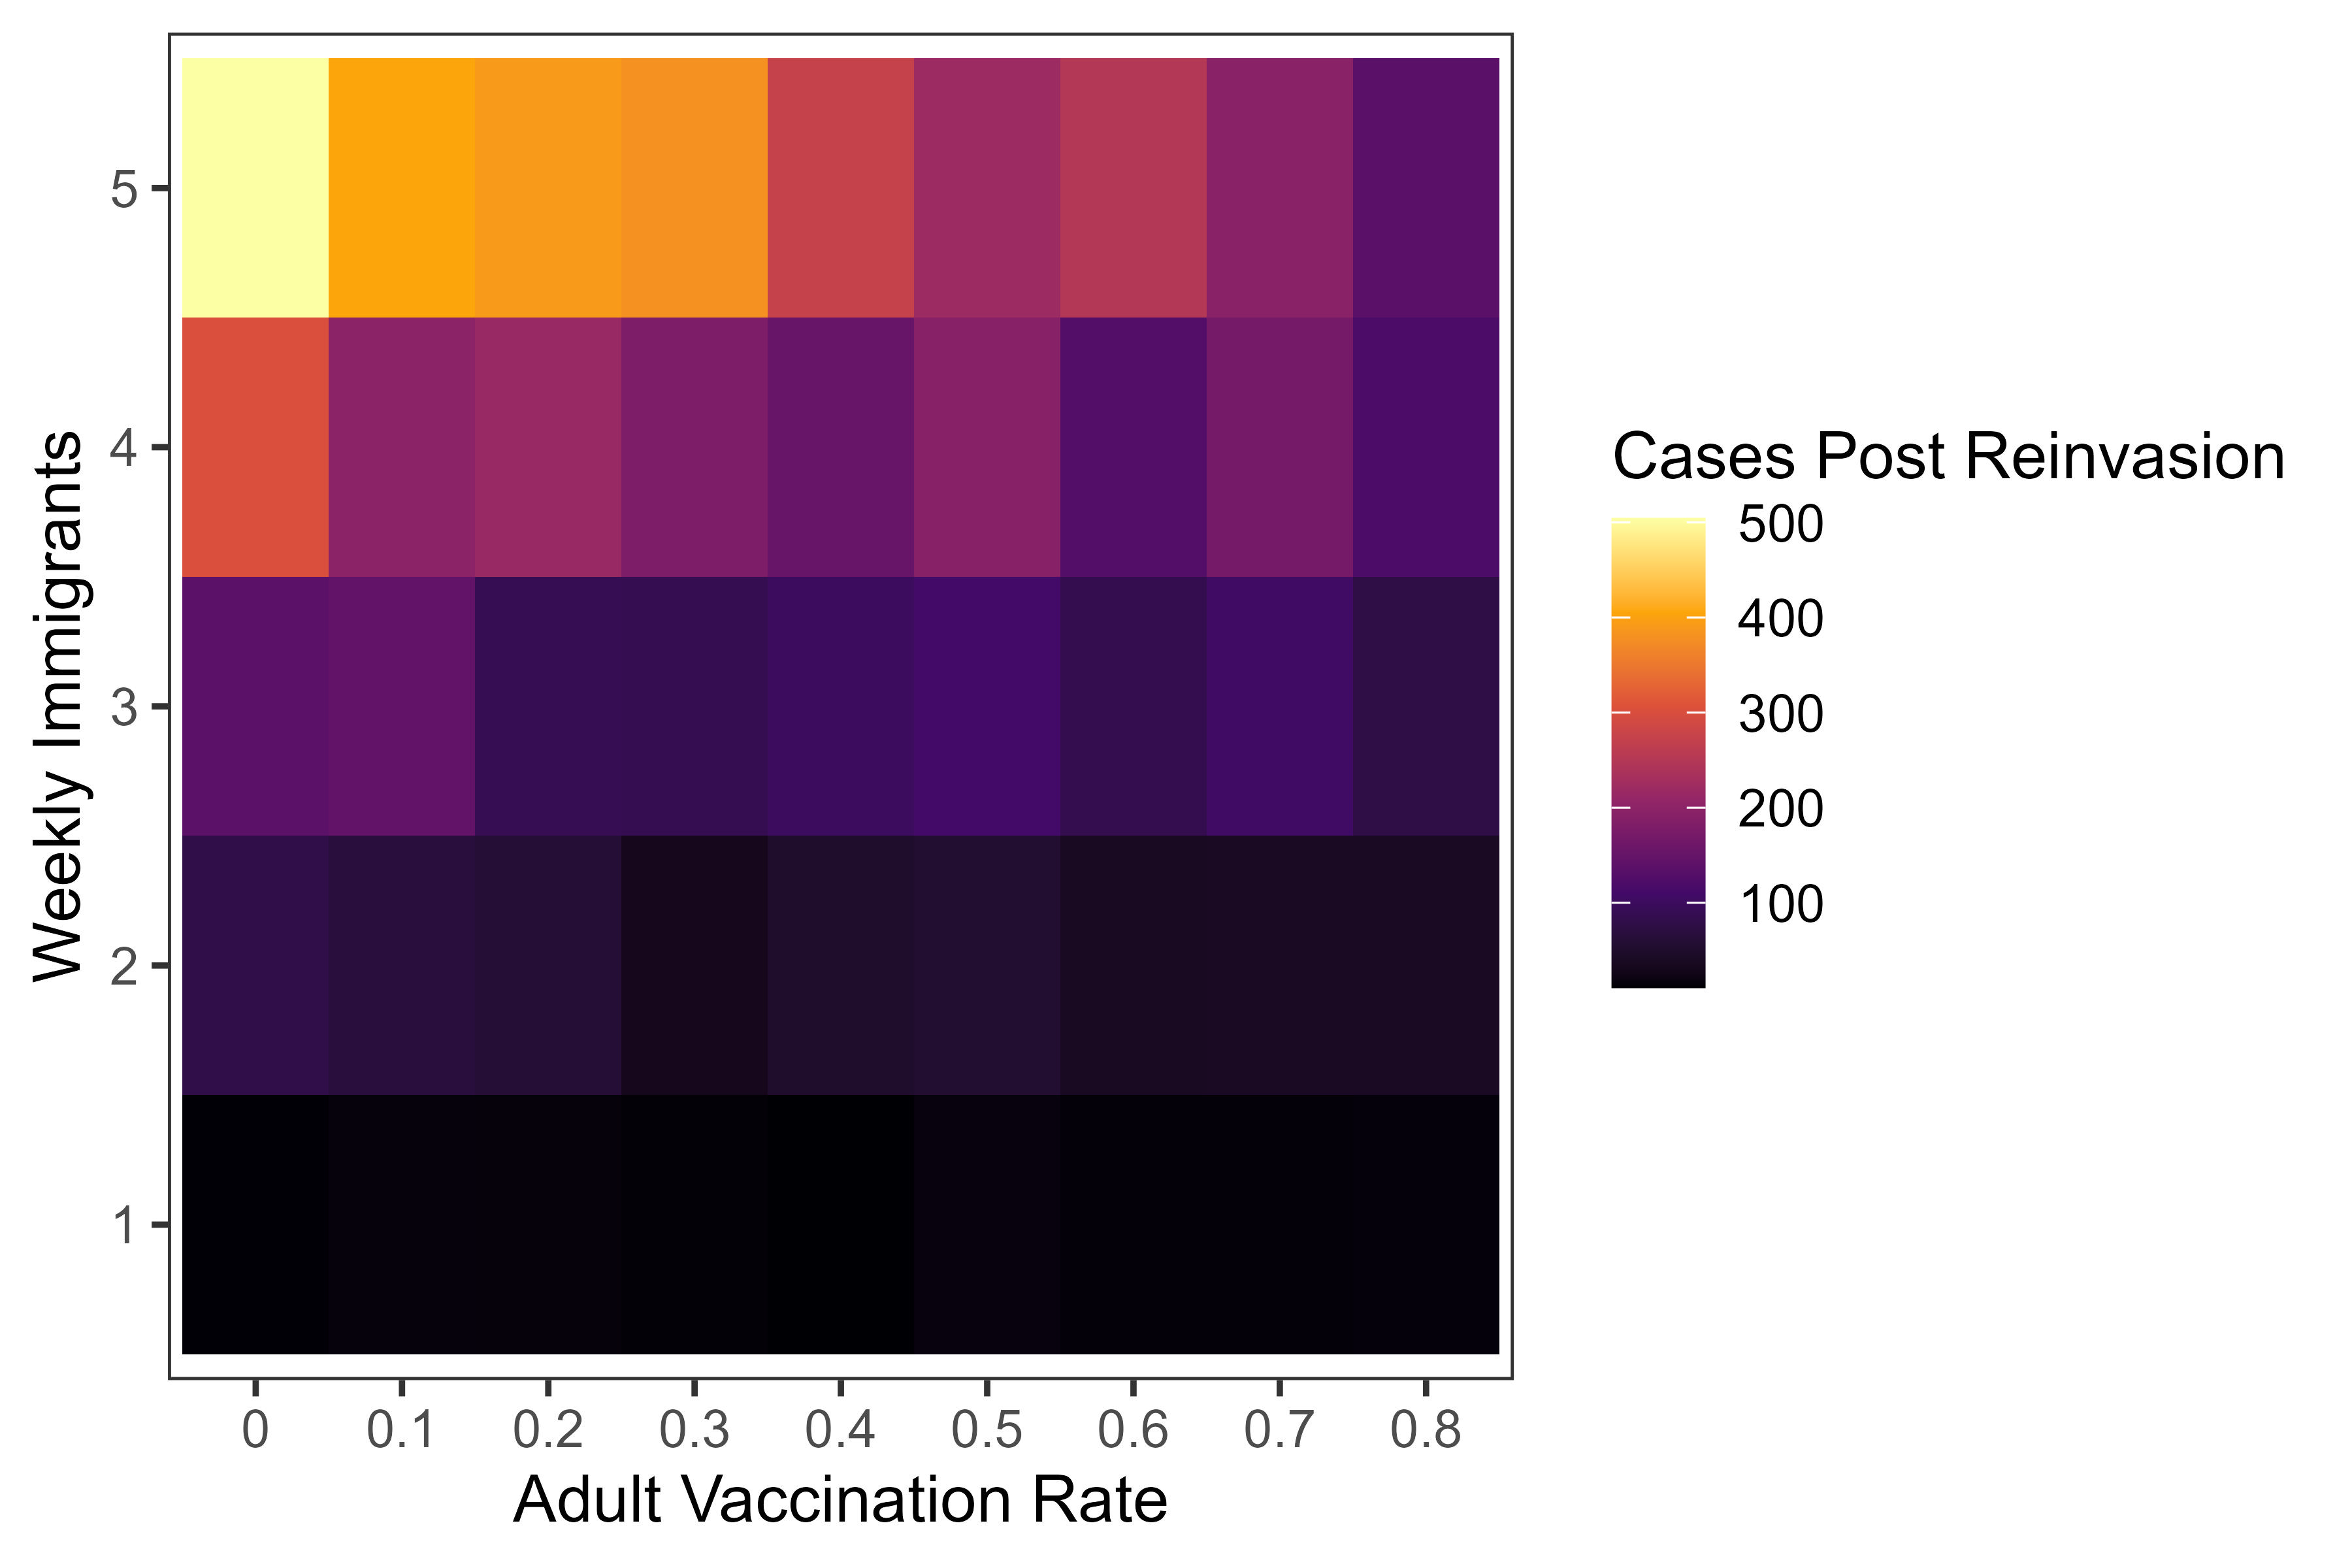 Weekly Immigrants
5
4
3
2
1
0 0.1 0.2 0.3 0.4 0.5 0.6 0.7 0.8
Adult Vaccination Rate
Cases Post Reinvasion
500
400
300
200
100